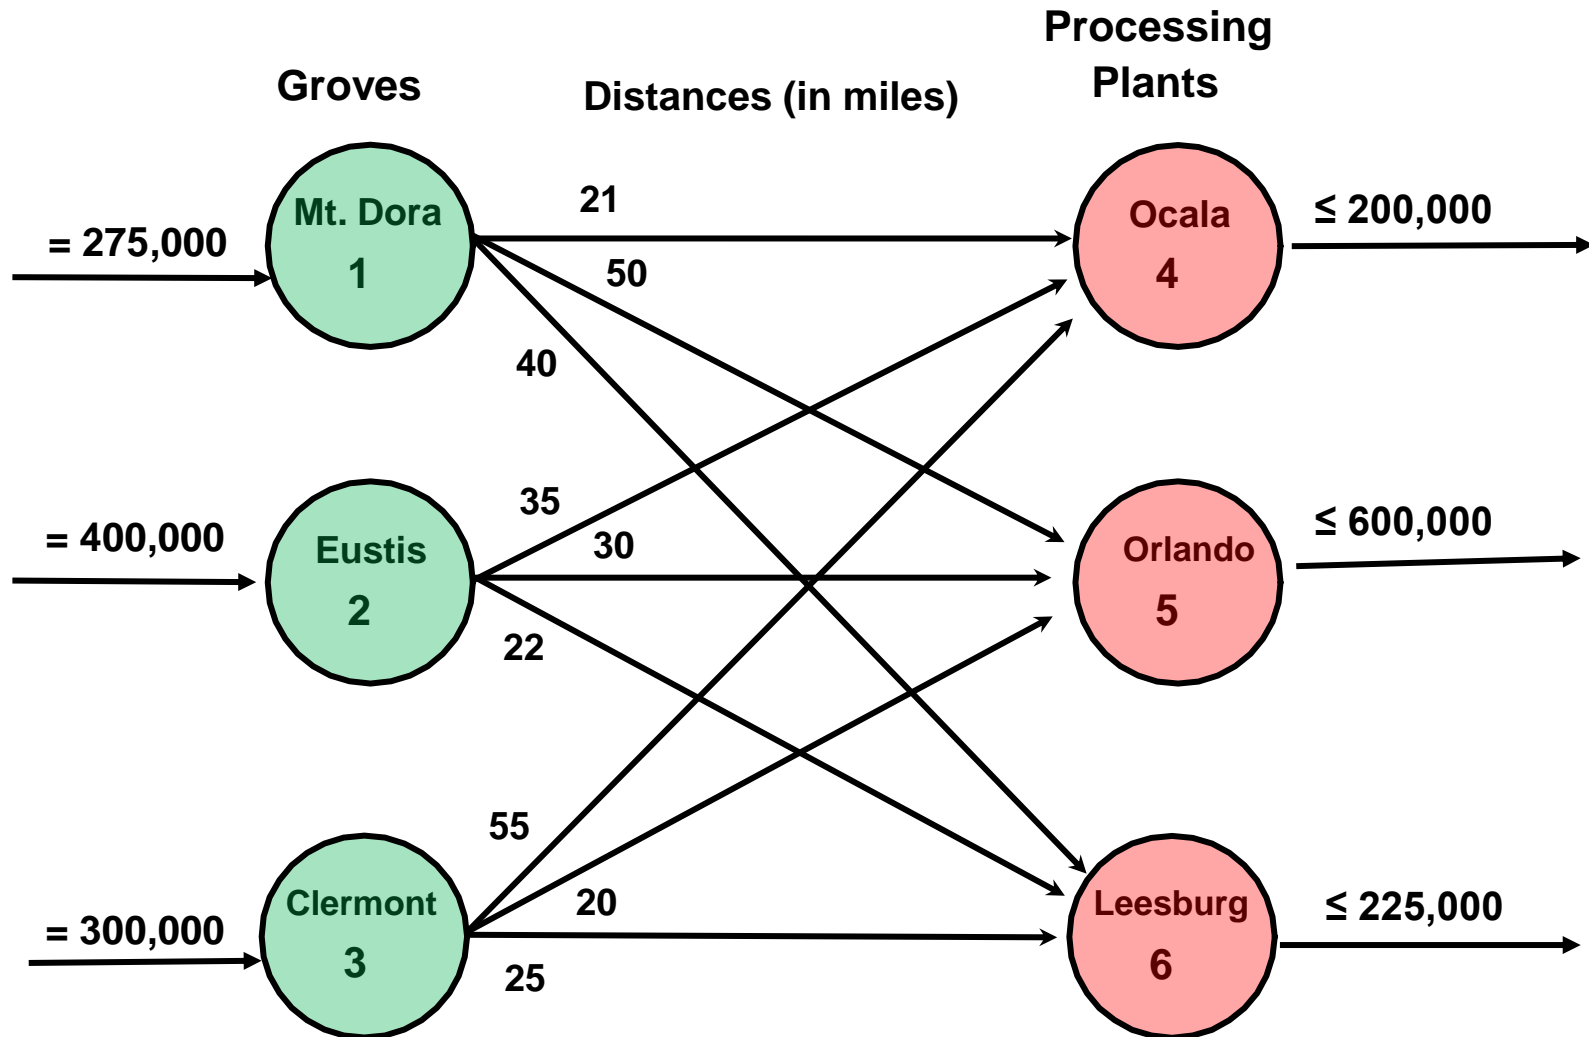 Processing
Plants
Groves
Distances (in miles)
= 275,000
Mt. Dora
1
21
50
40
Ocala
4
≤ 200,000
= 400,000
Eustis
2
35
30
22
Orlando
5
≤ 600,000
= 300,000
Clermont
3
55
20
25
Leesburg
6
≤ 225,000